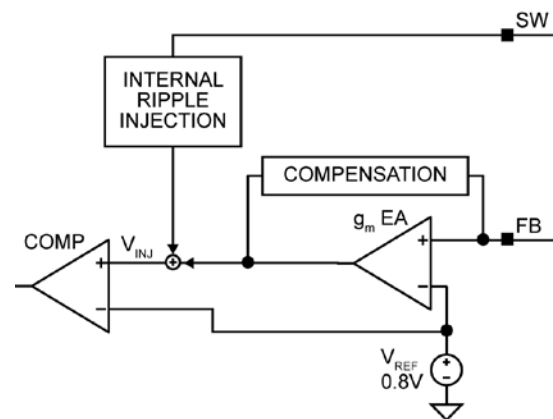 SW
INTERNAL
RIPPLE
INJECTION
COMPENSATION
gm EA
COMP
VINJ
FB
+
+
+
−
−
VREF
0.8V
+
−